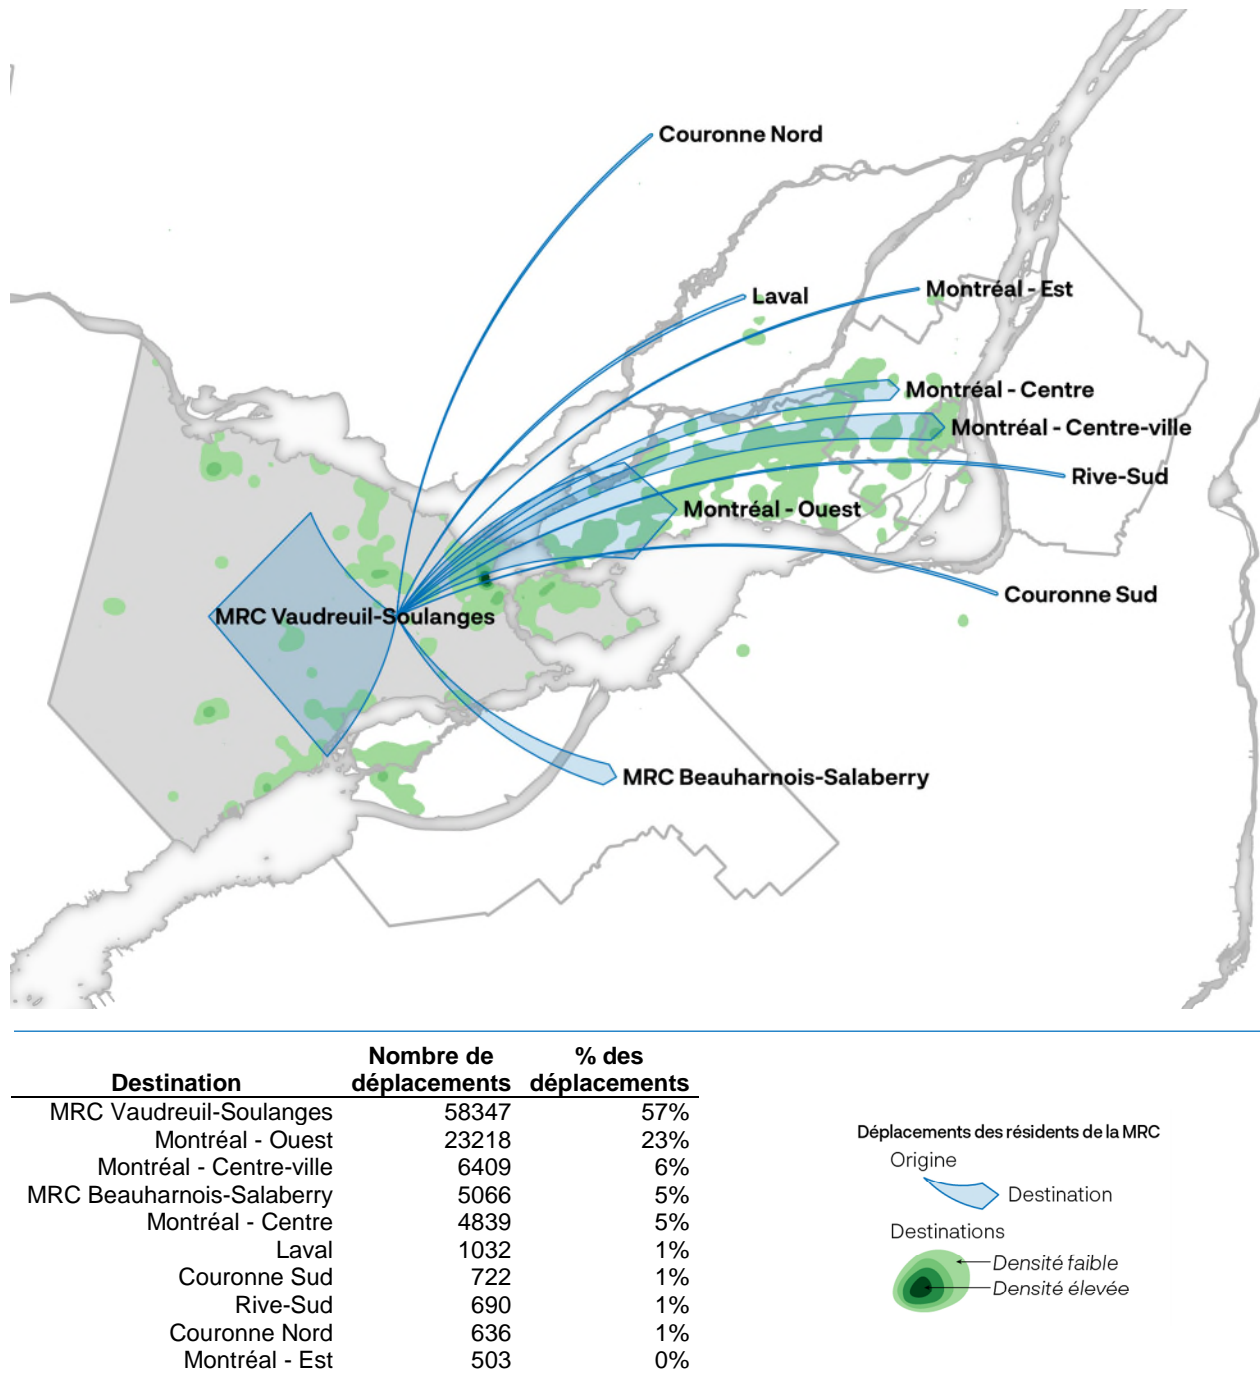 Couronne Nord
Laval
Montréal - Est
Montréal - Centre
Montréal - Centre-ville
Rive-Sud
Montréal - Ouest
Couronne Sud
MRC Vaudreuil-Soulanges
MRC Beauharnois-Salaberry
Destination Nombre de déplacements % des déplacements
MRC Vaudreuil-Soulanges 58347 57%
Montréal - Ouest 23218 23%
Montréal - Centre-ville 6409 6%
MRC Beauharnois-Salaberry 5066 5%
Montréal - Centre 4839 5%
Laval 1032 1%
Couronne Sud 722 1%
Rive-Sud 690 1%
Couronne Nord 636 1%
Montréal - Est 503 0%
Déplacements des résidents de la MRC
Origine
Destination
Destinations
Densité faible
Densité élevée